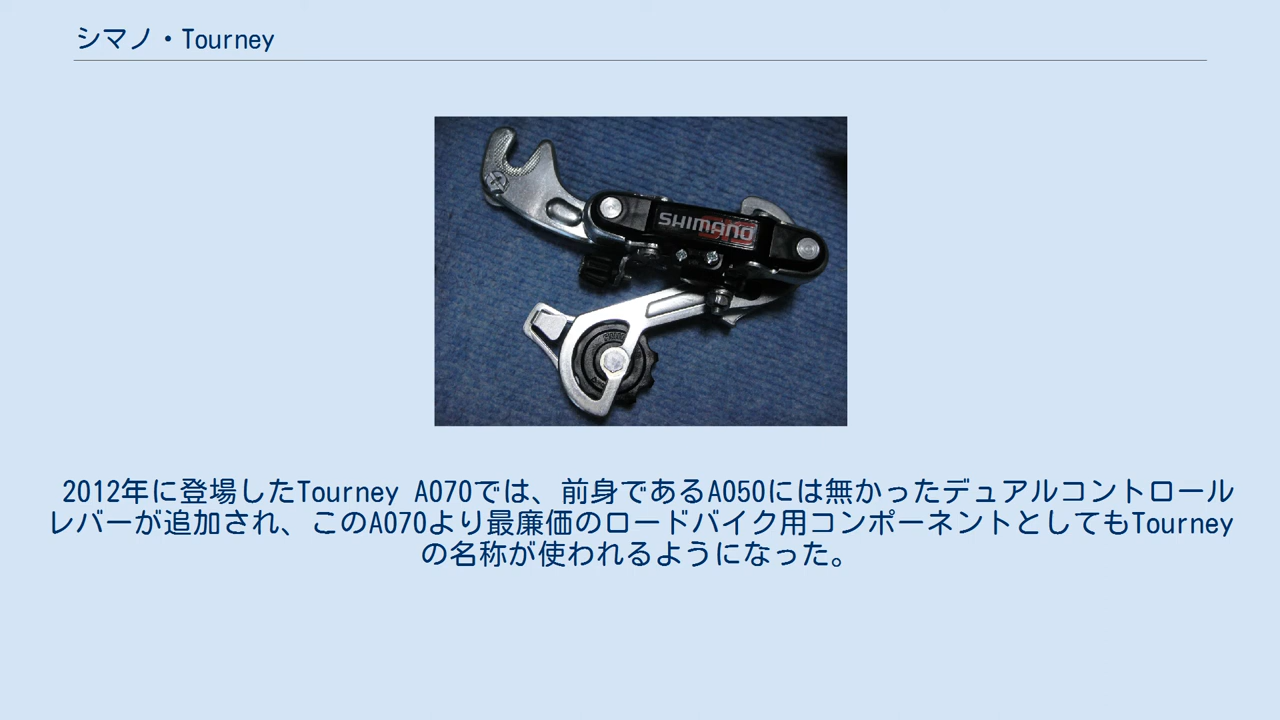 シマノ・Tourney
SHIMANO
2012年に登場したTourney A070では、前身であるA050には無かったデュアルコントロール
レバーが追加され、このA070より最廉価のロードバイク用コンポーネントとしてもTourney
の名称が使われるようになった。